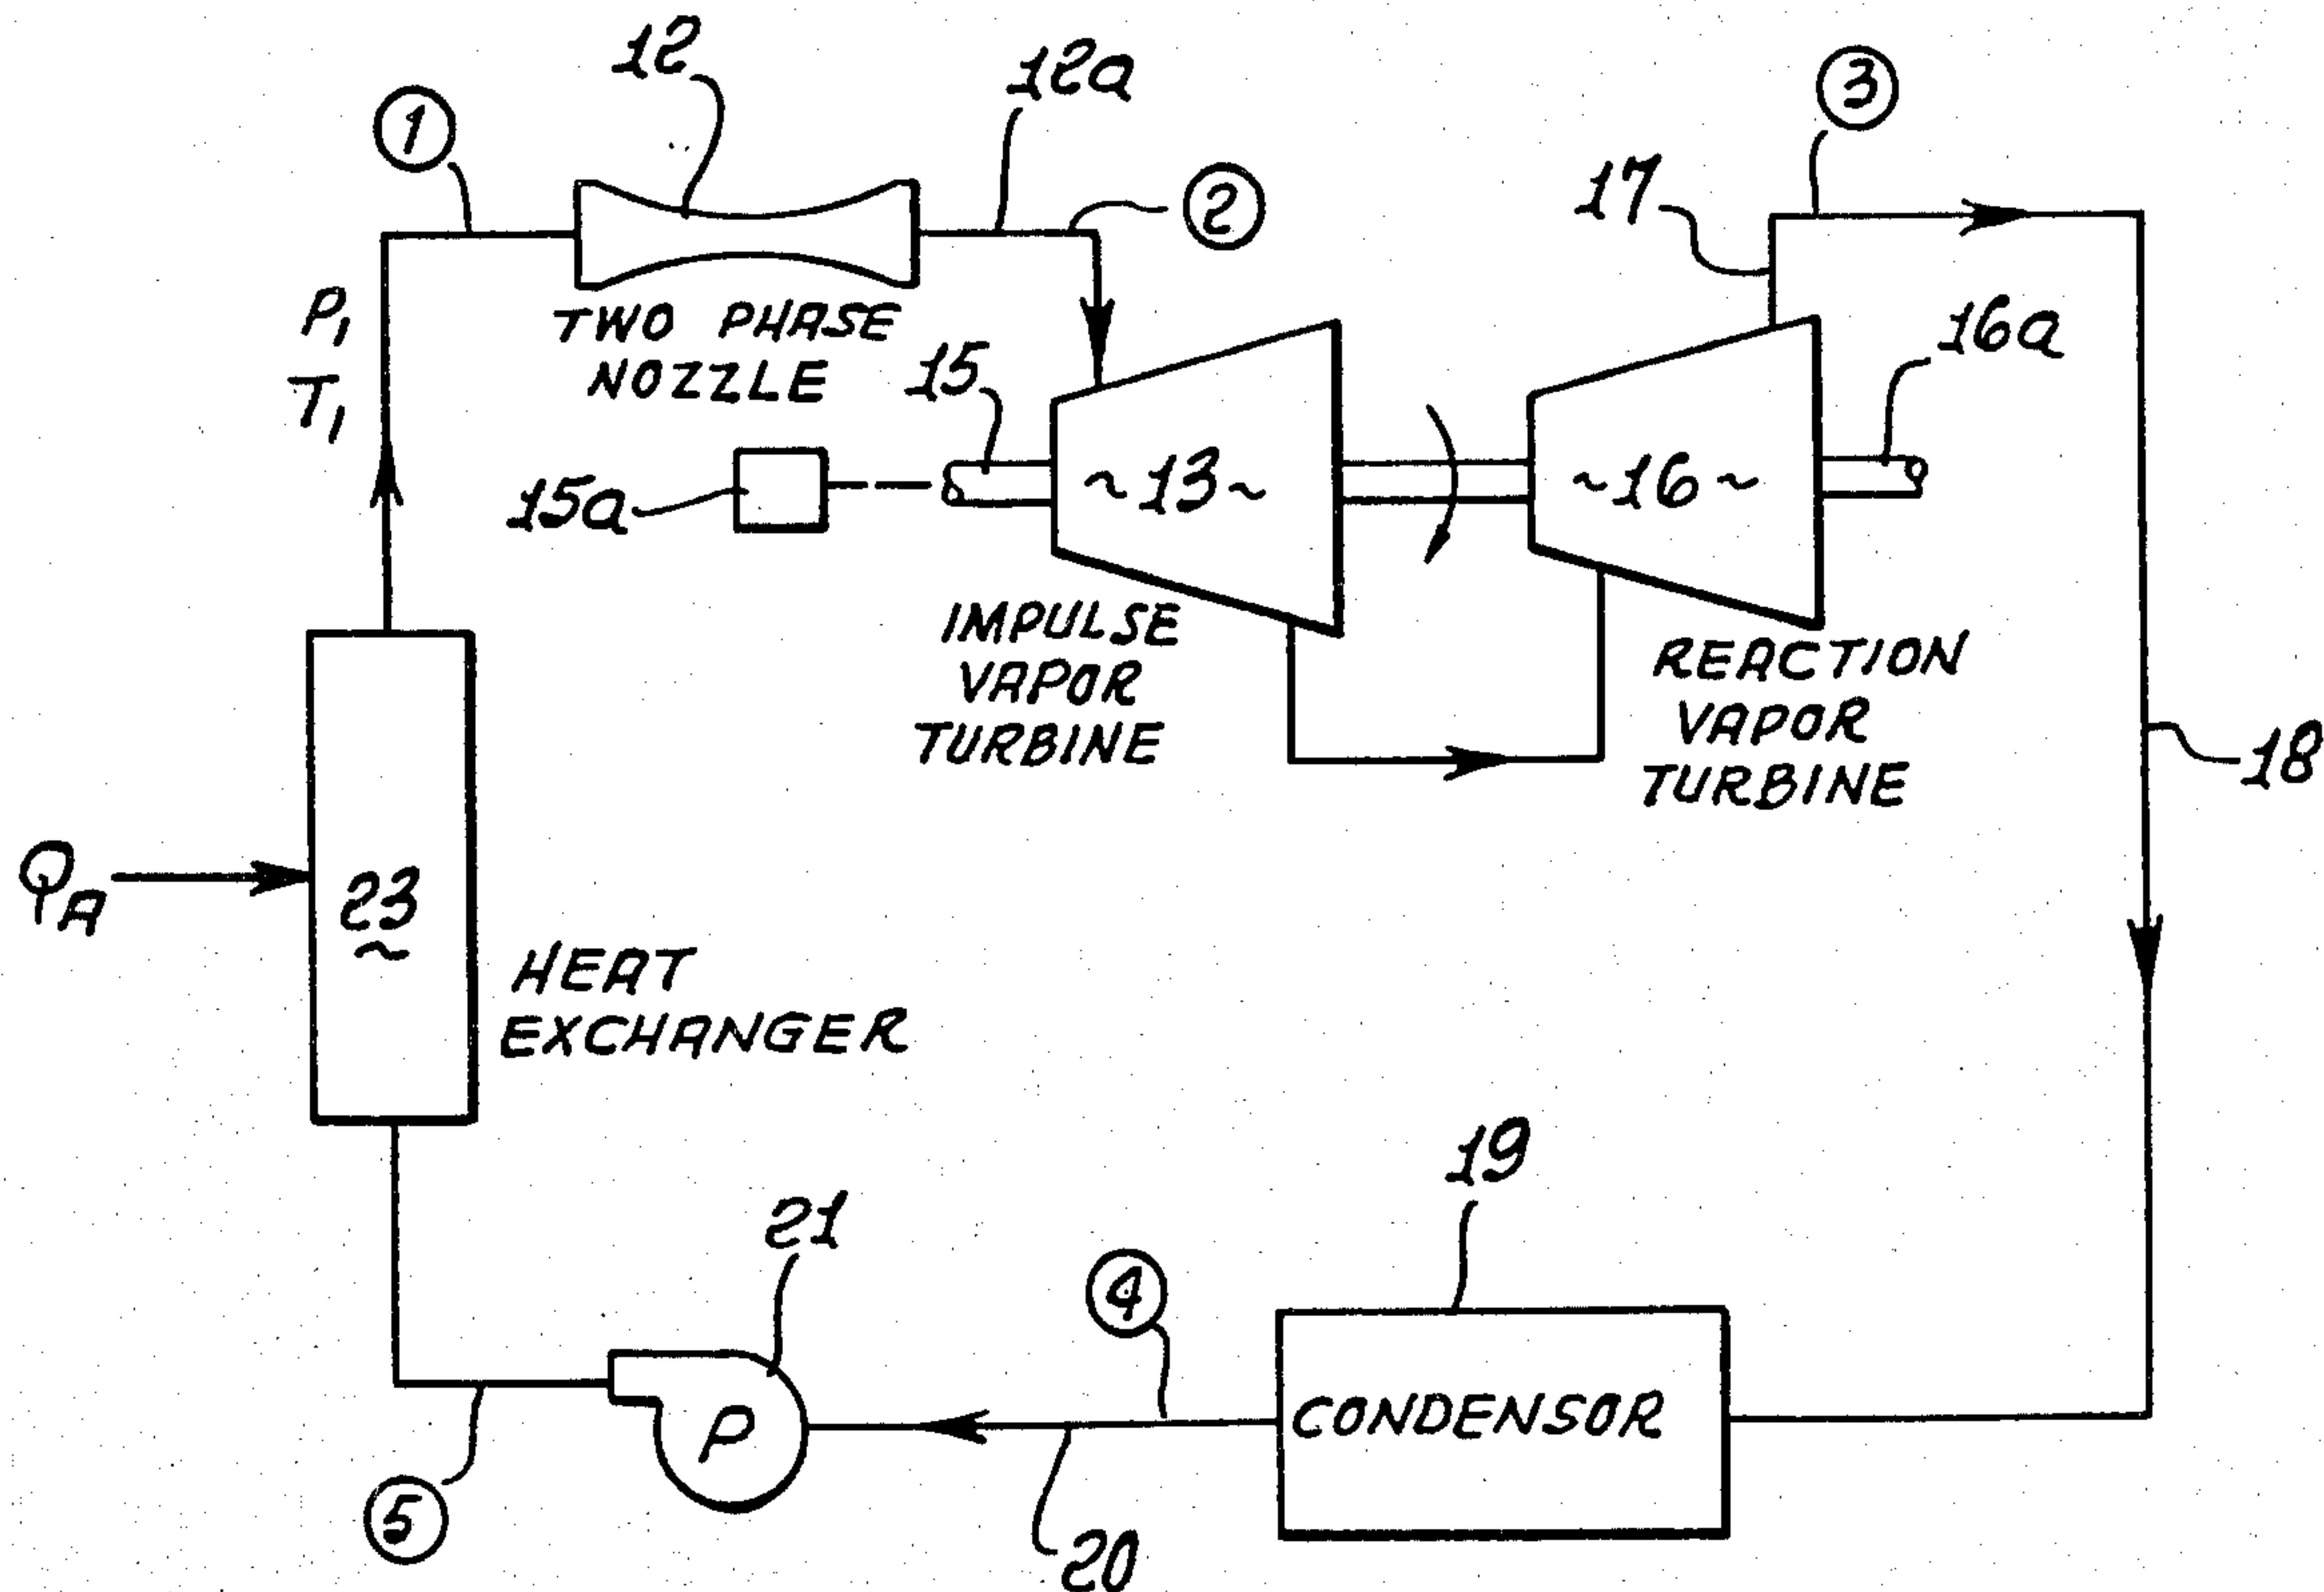 12
12a
①
②
③
17
P₁
T₁
TWO PHASE
NOZZLE
15
16a
15a
~13~
~16~
IMPULSE
VAPOR
TURBINE
REACTION
VAPOR
TURBINE
18
Q_A
23
HEAT
EXCHANGER
19
21
④
CONDENSOR
P
⑤
20